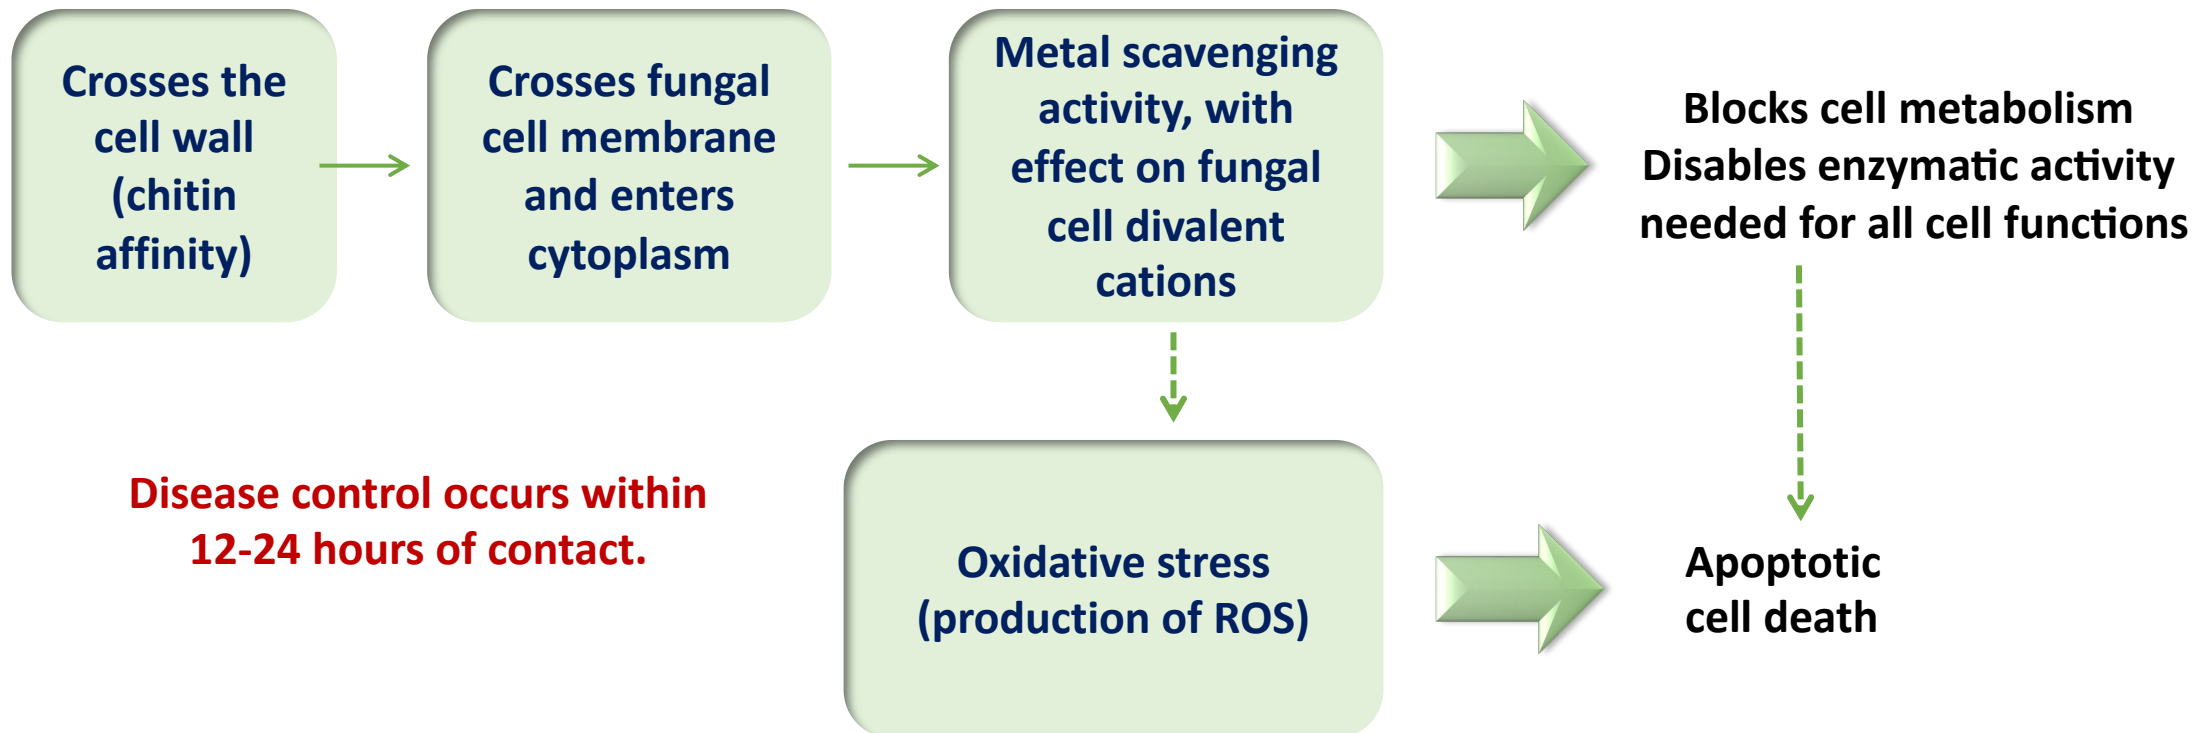 Crosses the
cell wall
(chitin
affinity)
Crosses fungal
cell membrane
and enters
cytoplasm
Metal scavenging
activity, with
effect on fungal
cell divalent
cations
Blocks cell metabolism
Disables enzymatic activity
needed for all cell functions
Disease control occurs within
12-24 hours of contact.
Oxidative stress
(production of ROS)
Apoptotic
cell death